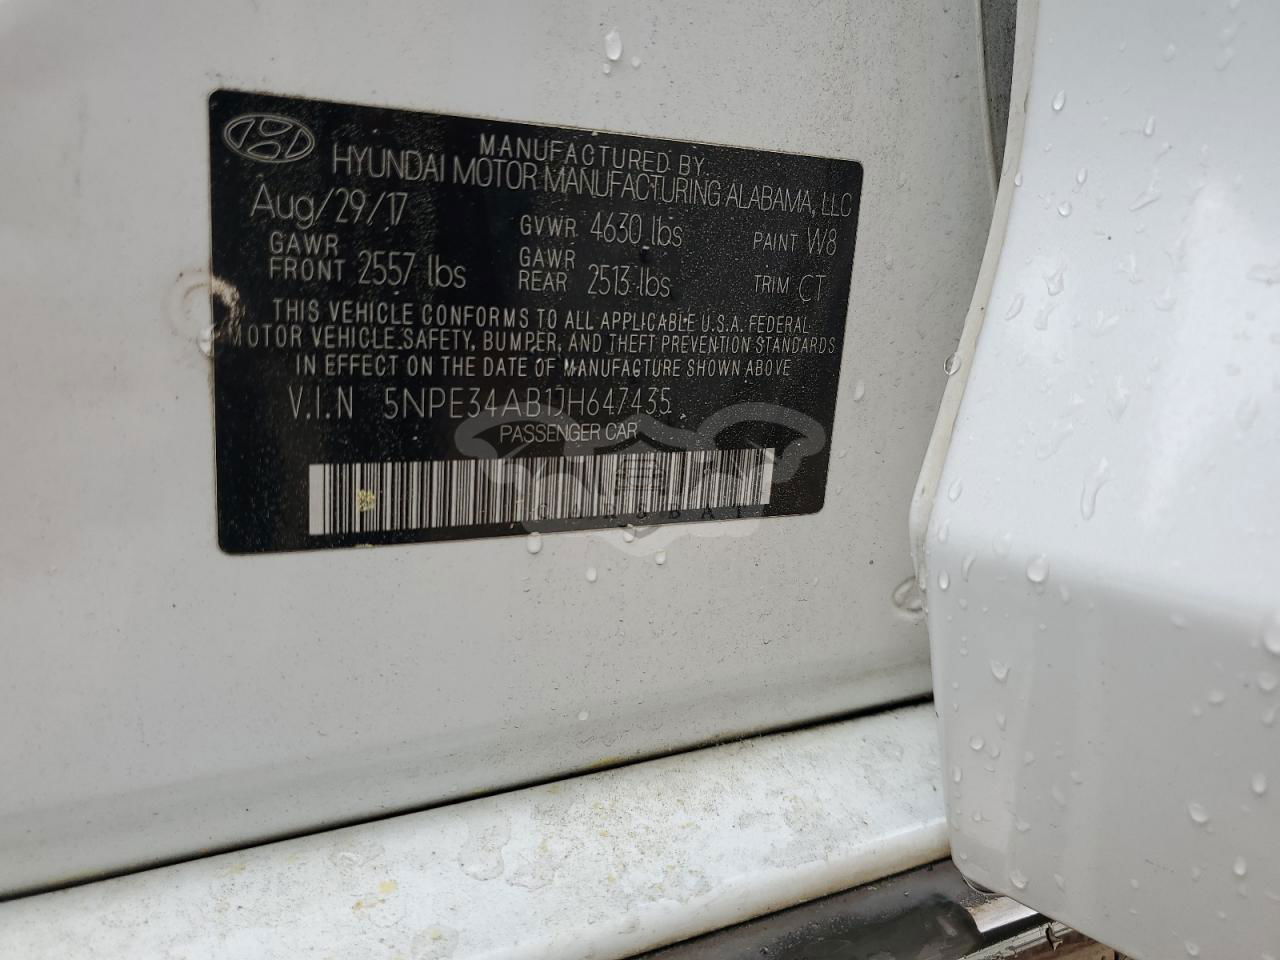 MANUFACTURED BY
HYUNDAI MOTOR MANUFACTURING ALABAMA, LLC
Aug/29/17 GVWR 4630 lbs PAINT W8
GAWR FRONT 2557 lbs GAWR REAR 2513 lbs TRIM CT
THIS VEHICLE CONFORMS TO ALL APPLICABLE U.S.A. FEDERAL
MOTOR VEHICLE SAFETY, BUMPER, AND THEFT PREVENTION STANDARDS
IN EFFECT ON THE DATE OF MANUFACTURE SHOWN ABOVE
V.I.N 5NPE34AB1JH647435
PASSENGER CAR